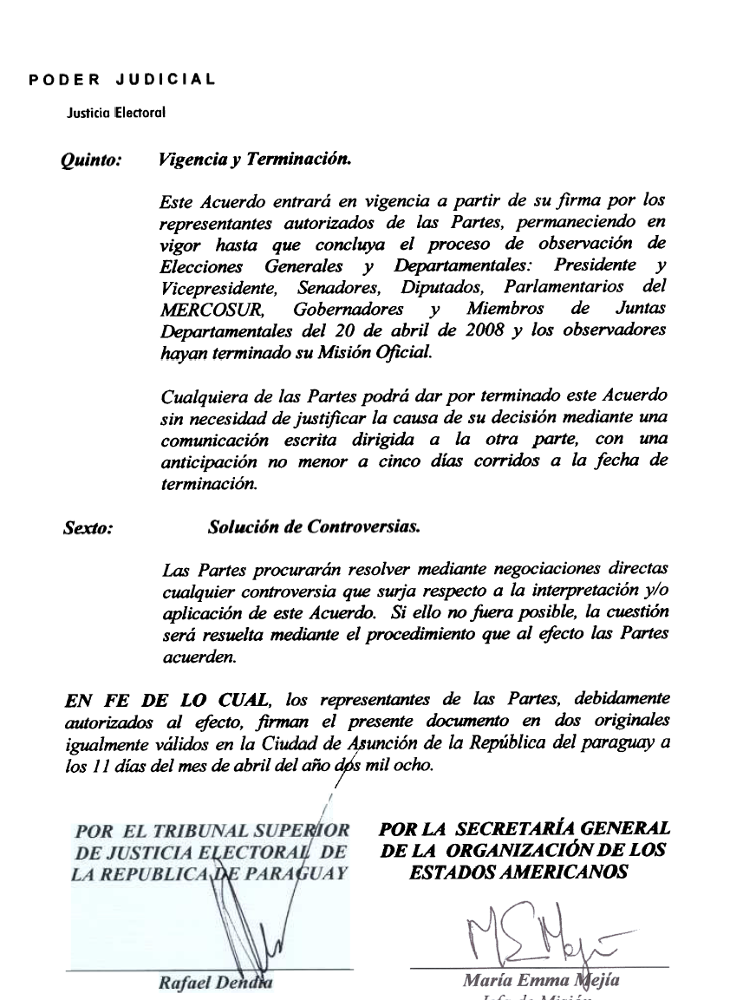 PODER JUDICIAL
Justicia Electoral
Quinto: Vigencia y Terminación.
Este Acuerdo entrará en vigencia a partir de su firma por los
representantes autorizados de las Partes, permaneciendo en
vigor hasta que concluya el proceso de observación de
Elecciones Generales y Departamentales: Presidente y
Vicepresidente, Senadores, Diputados, Parlamentarios del
MERCOSUR, Gobernadores y Miembros de Juntas
Departamentales del 20 de abril de 2008 y los observadores
hayan terminado su Misión Oficial.
Cualquiera de las Partes podrá dar por terminado este Acuerdo
sin necesidad de justificar la causa de su decisión mediante una
comunicación escrita dirigida a la otra parte, con una
anticipación no menor a cinco días corridos a la fecha de
terminación.
Sexto: Solución de Controversias.
Las Partes procurarán resolver mediante negociaciones directas
cualquier controversia que surja respecto a la interpretación y/o
aplicación de este Acuerdo. Si ello no fuera posible, la cuestión
será resuelta mediante el procedimiento que al efecto las Partes
acuerden.
EN FE DE LO CUAL, los representantes de las Partes, debidamente
autorizados al efecto, firman el presente documento en dos originales
igualmente válidos en la Ciudad de Asunción de la República del paraguay a
los 11 días del mes de abril del año dos mil ocho.
POR EL TRIBUNAL SUPERIOR
DE JUSTICIA ELECTORAL DE
LA REPUBLICA DE PARAGUAY
Rafael Dendia
POR LA SECRETARÍA GENERAL
DE LA ORGANIZACIÓN DE LOS
ESTADOS AMERICANOS
M E Mejía
María Emma Mejía
Jefa de Misión